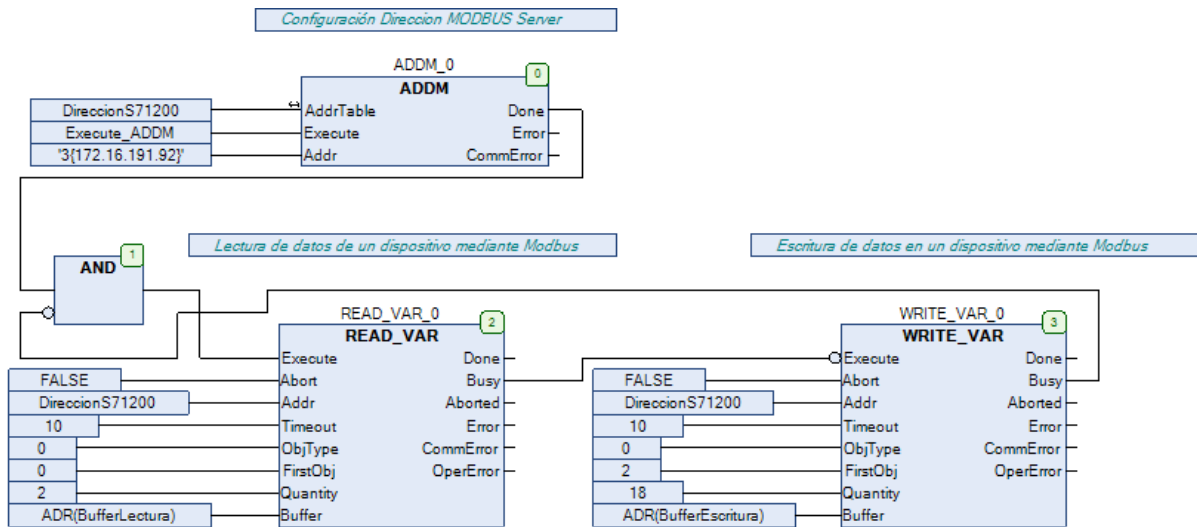 Configuración Direccion MODBUS Server
ADDM_0
0
ADDM
DireccionS71200 AddrTable Done
Execute_ADDM Execute Error
'3{172.16.191.92}' Addr CommError
Lectura de datos de un dispositivo mediante Modbus
Escritura de datos en un dispositivo mediante Modbus
AND 1
READ_VAR_0 2
READ_VAR
Execute Done
FALSE Abort Busy
DireccionS71200 Addr Aborted
10 Timeout Error
0 ObjType CommError
0 FirstObj OperError
2 Quantity
ADR(BufferLectura) Buffer
WRITE_VAR_0 3
WRITE_VAR
Execute Done
FALSE Abort Busy
DireccionS71200 Addr Aborted
10 Timeout Error
0 ObjType CommError
2 FirstObj OperError
18 Quantity
ADR(BufferEscritura) Buffer